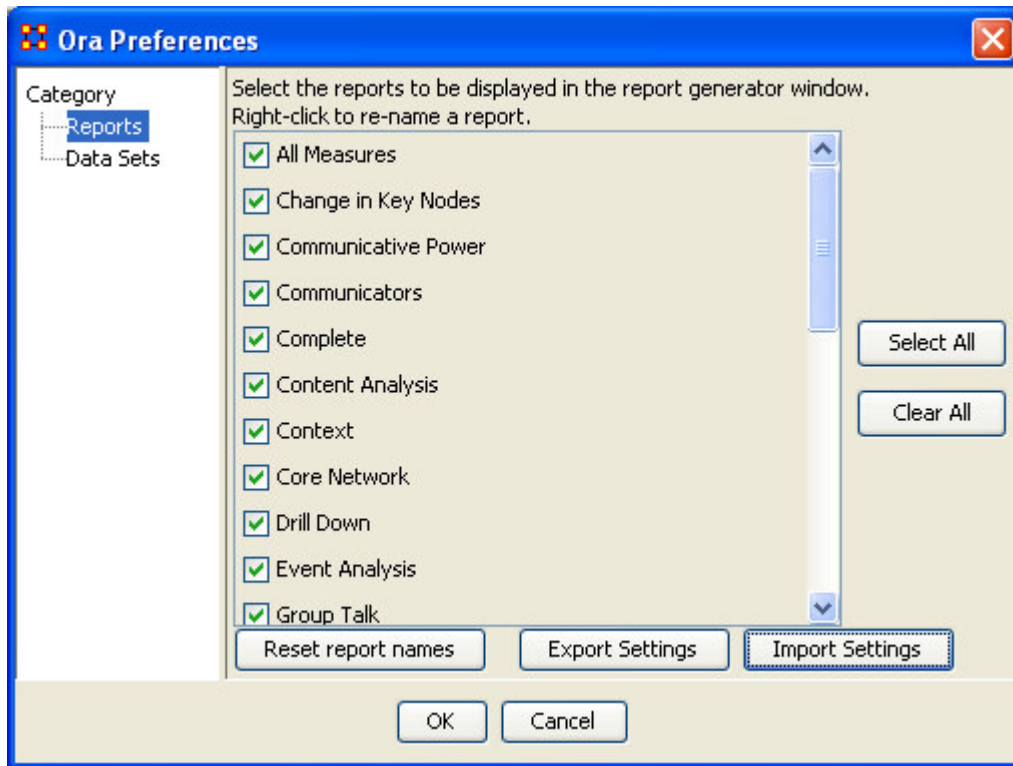 Ora Preferences
Category
Reports
Data Sets
Select the reports to be displayed in the report generator window.
Right-click to re-name a report.
All Measures
Change in Key Nodes
Communicative Power
Communicators
Complete
Content Analysis
Context
Core Network
Drill Down
Event Analysis
Group Talk
Select All
Clear All
Reset report names
Export Settings
Import Settings
OK
Cancel